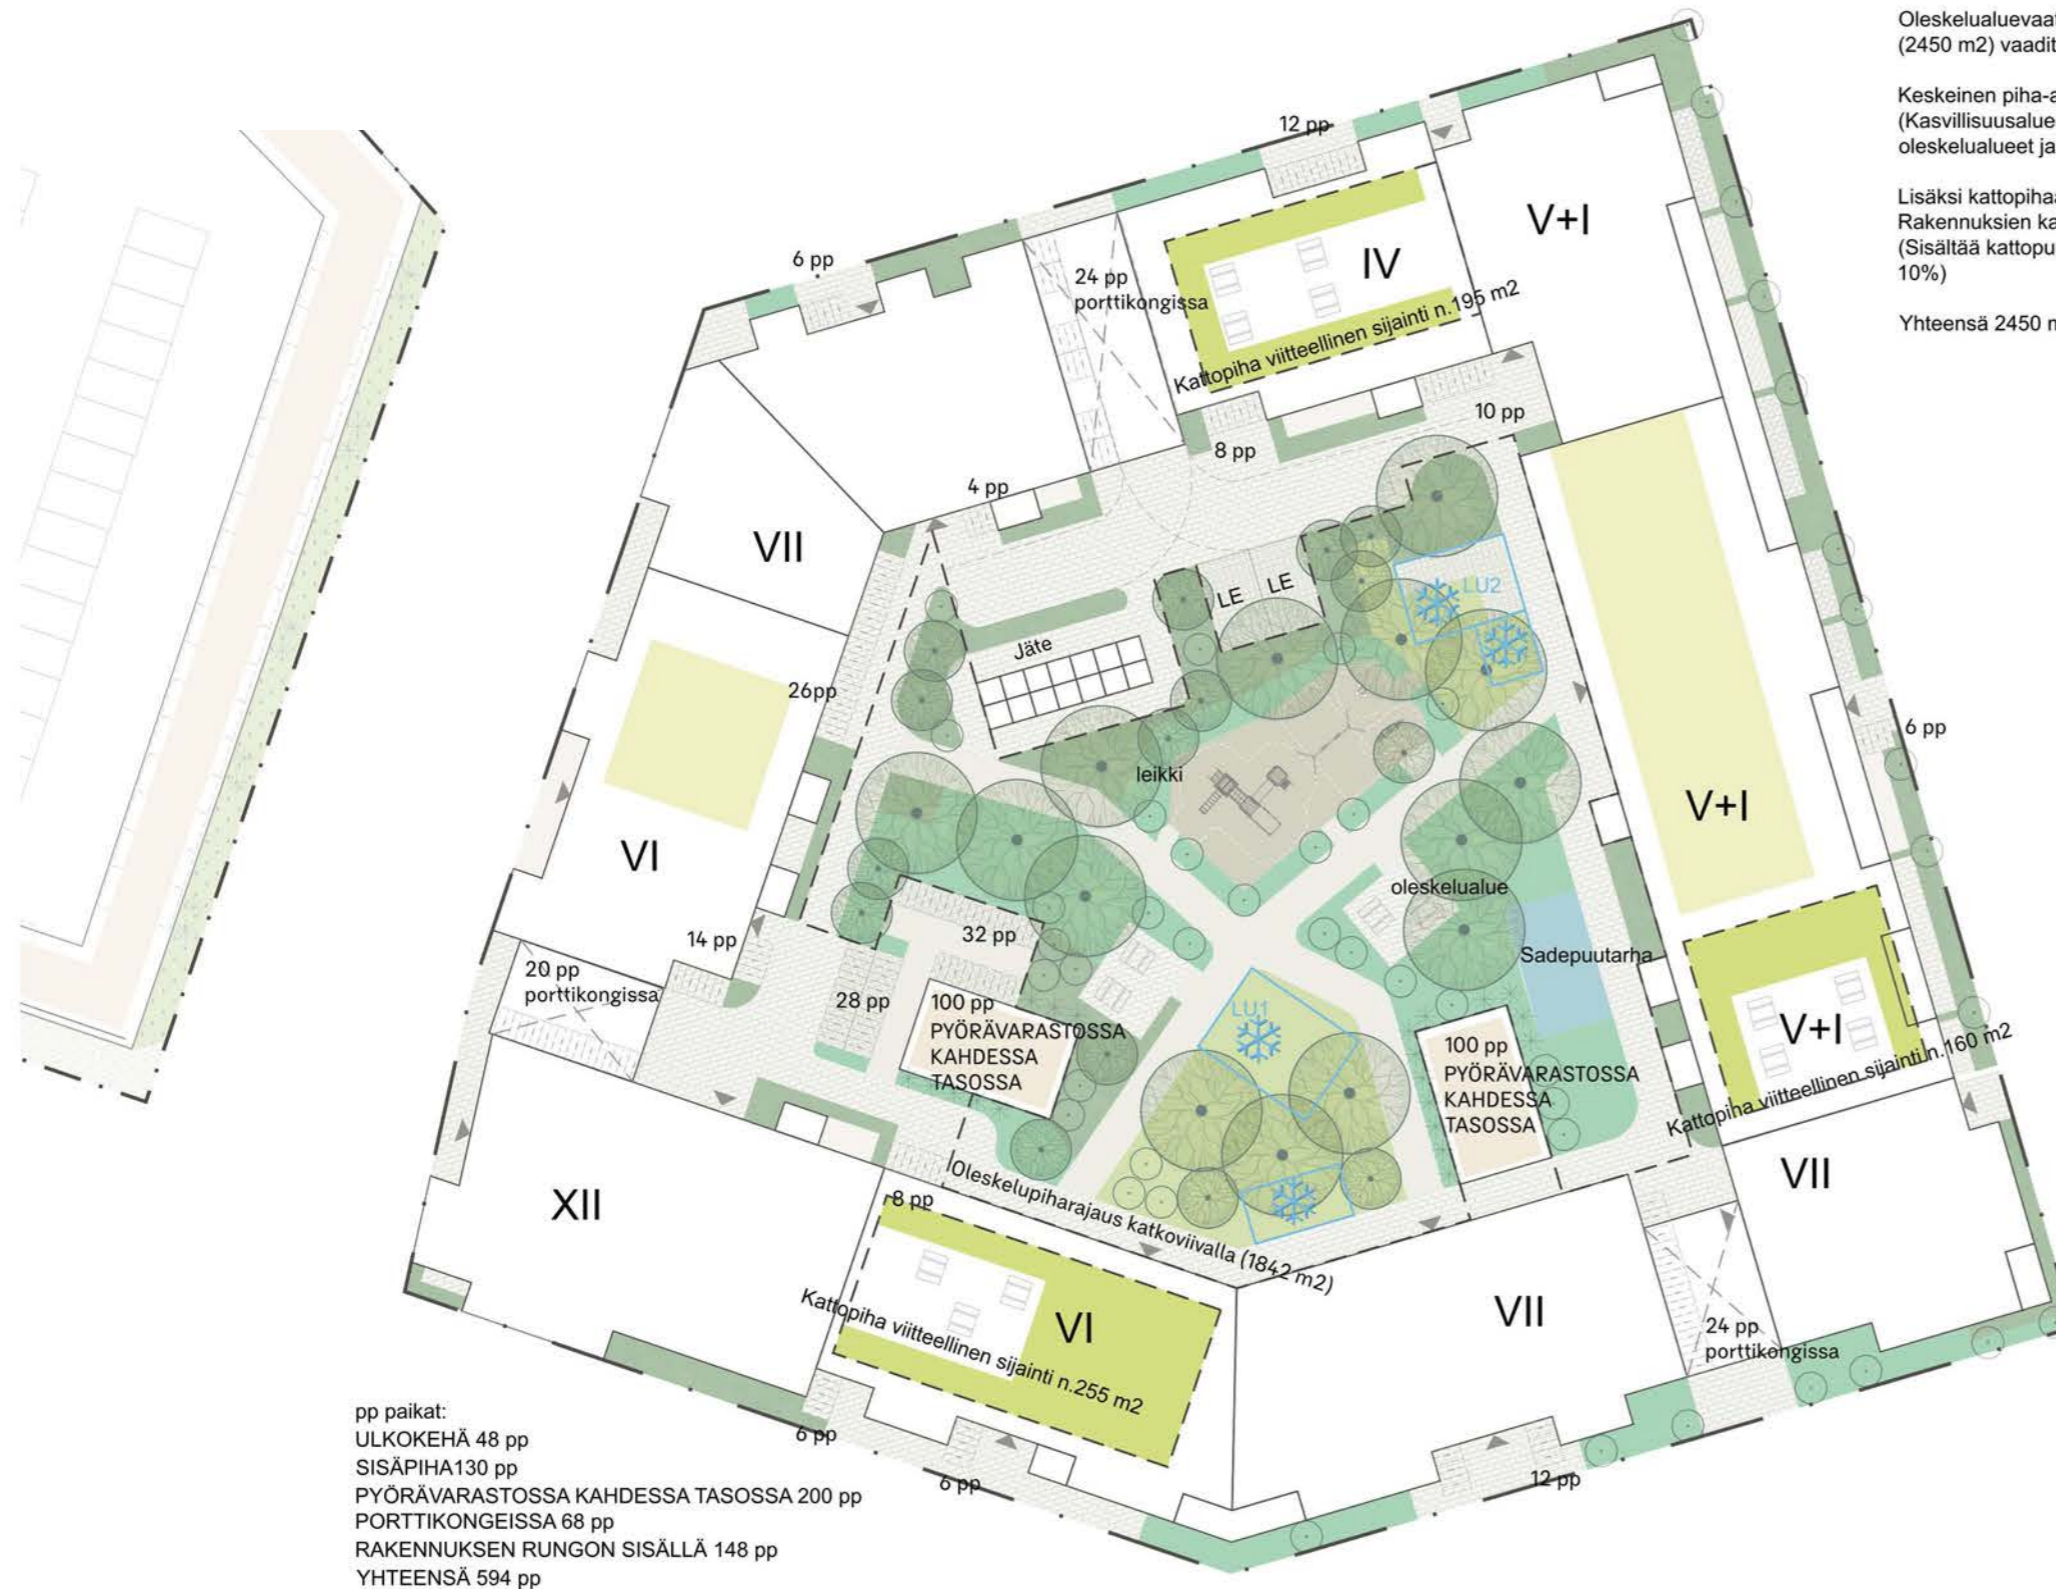 Oleskelualuevaat
(2450 m2) vaadit
Keskeinen piha-a
(Kasvillisuusalue
oleskelualueet ja
Lisäksi kattopihaa
Rakennuksien ka
(Sisältää kattopu
10%)
Yhteensä 2450 m
12 pp
V+I
6 pp
24 pp
porttikongissa
IV
Kattopiha viitteellinen sijainti n.195 m2
10 pp
8 pp
4 pp
VII
LE
LE
LU2
Jäte
26pp
6 pp
leikki
V+I
VI
oleskelualue
32 pp
14 pp
Sadepuutarha
20 pp
porttikongissa
28 pp
100 pp
PYÖRÄVARASTOSSA
KAHDESSA
TASOSSA
LU1
100 pp
PYÖRÄVARASTOSSA
KAHDESSA
TASOSSA
V+I
Kattopiha viitteellinen sijainti n.160 m2
XII
8 pp
Oleskelupiharajaus katkoviivalla (1842 m2)
VII
Kattopiha viitteellinen sijainti n.255 m2
VI
VII
24 pp
porttikongissa
6 pp
6 pp
12 pp
pp paikat:
ULKOKEHÄ 48 pp
SISÄPIHA130 pp
PYÖRÄVARASTOSSA KAHDESSA TASOSSA 200 pp
PORTTIKONGEISSA 68 pp
RAKENNUKSEN RUNGON SISÄLLÄ 148 pp
YHTEENSÄ 594 pp